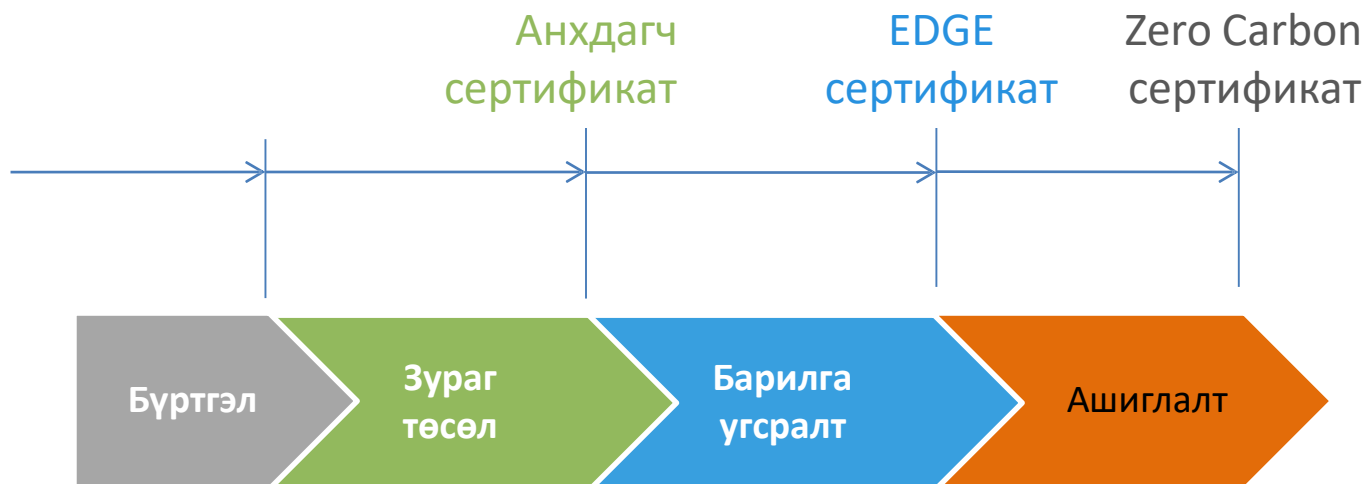 Анхдагч
сертификат
EDGE
сертификат
Zero Carbon
сертификат
Бүртгэл
Зураг
төсөл
Барилга
угсралт
Ашиглалт